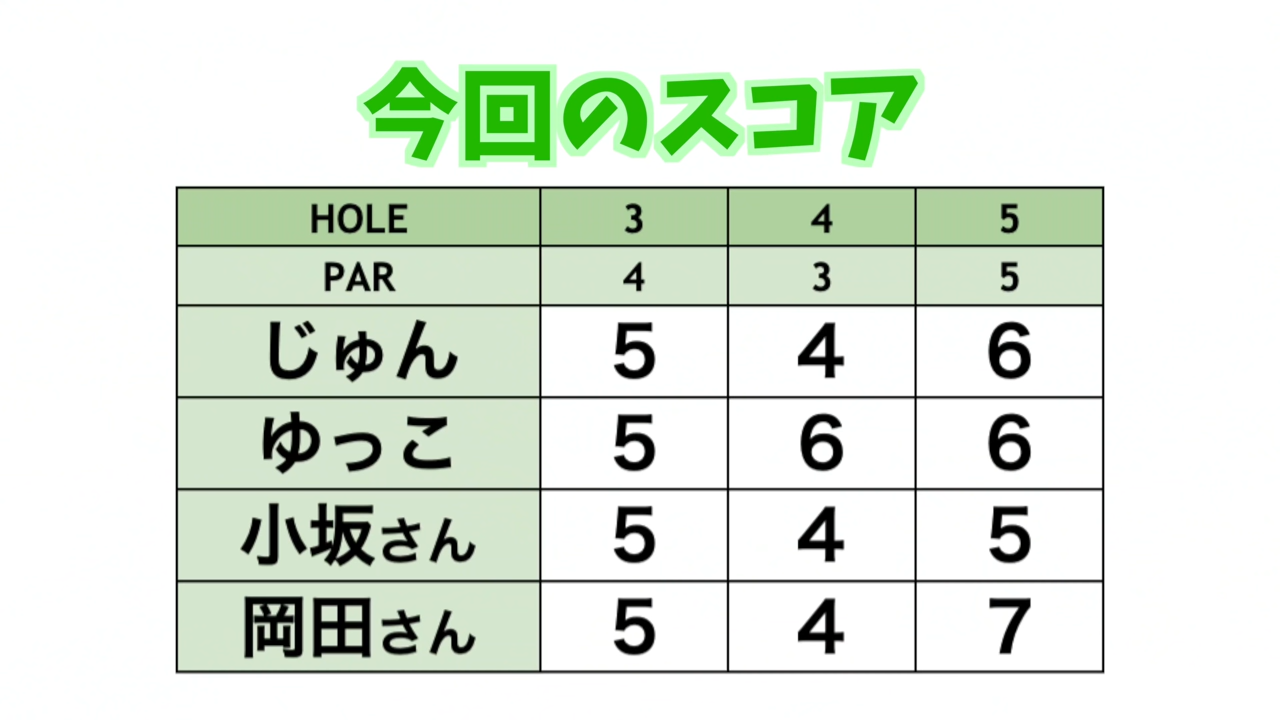 今回のスコア
HOLE 3 4 5
PAR 4 3 5
じゅん 5 4 6
ゆっこ 5 6 6
小坂さん 5 4 5
岡田さん 5 4 7